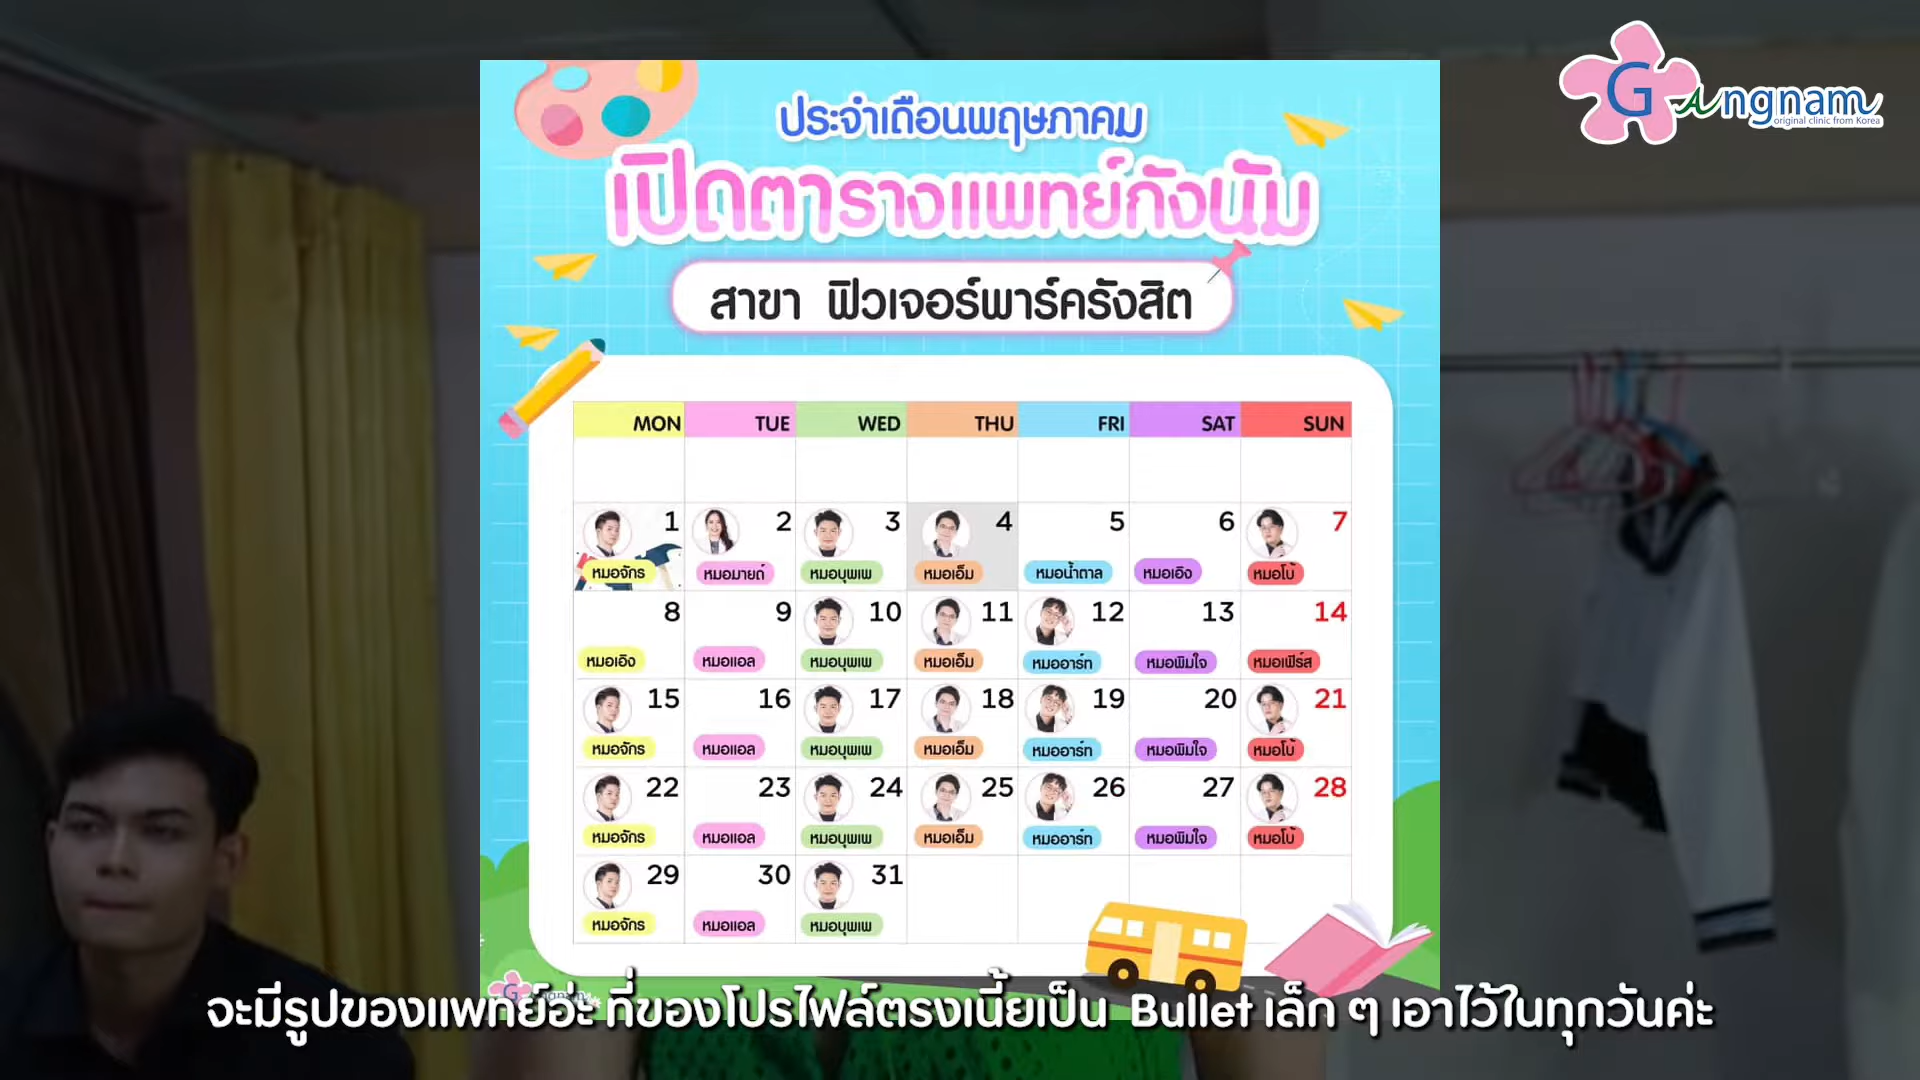 Gangnam
original clinic from Korea
ประจำเดือนพฤษภาคม
เปิดตารางแพทย์กังนัม
สาขา ฟิวเจอร์พาร์ครังสิต
MON TUE WED THU FRI SAT SUN
1 2 3 4 5 6 7
หมอจักร หมอมายด์ หมอบุพเพ หมอเอ็ม หมอน้ำตาล หมอเอิง หมอโบ้
8 9 10 11 12 13 14
หมอเอิง หมอแอล หมอบุพเพ หมอเอ็ม หมออาร์ท หมอพิมใจ หมอเฟิร์ส
15 16 17 18 19 20 21
หมอจักร หมอแอล หมอบุพเพ หมอเอ็ม หมออาร์ท หมอพิมใจ หมอโบ้
22 23 24 25 26 27 28
หมอจักร หมอแอล หมอบุพเพ หมอเอ็ม หมออาร์ท หมอพิมใจ หมอโบ้
29 30 31
หมอจักร หมอแอล หมอบุพเพ
จะมีรูปของแพทย์อ่ะ ที่ของโปรไฟล์ตรงเนี้ยเป็น Bullet เล็ก ๆ เอาไว้ในทุกวันค่ะ